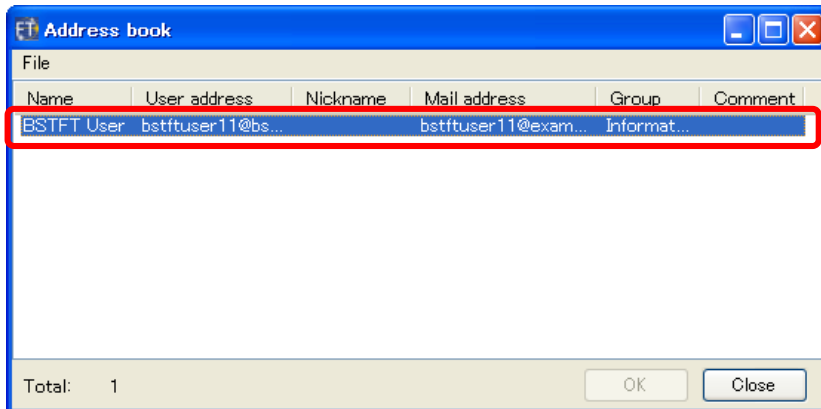 Address book
File
Name User address Nickname Mail address Group Comment
BSTFT User bstftuser11@bs... bstftuser11@exam... Informat...
Total: 1 OK Close